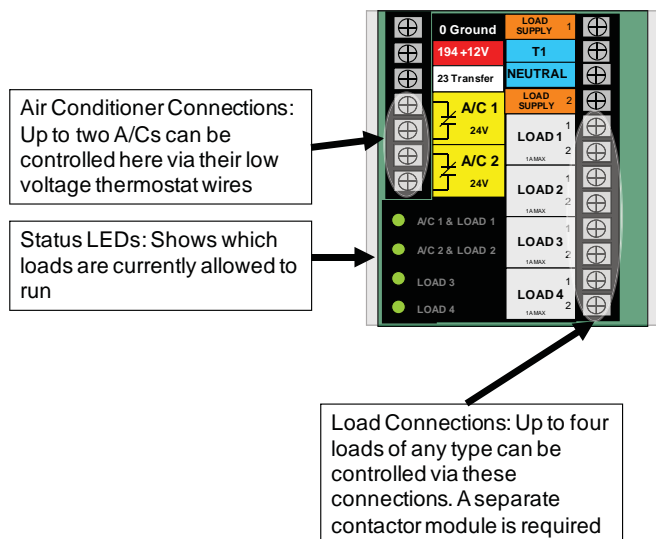 0 Ground
194 +12V
23 Transfer
A/C 1
24V
A/C 2
24V
LOAD
SUPPLY 1
T1
NEUTRAL
LOAD
SUPPLY 2
LOAD 1
1
2
1A MAX
LOAD 2
1
2
1A MAX
LOAD 3
1
2
1A MAX
LOAD 4
1
2
1A MAX
A/C 1 & LOAD 1
A/C 2 & LOAD 2
LOAD 3
LOAD 4
Air Conditioner Connections:
Up to two A/Cs can be
controlled here via their low
voltage thermostat wires
Status LEDs: Shows which
loads are currently allowed to
run
Load Connections: Up to four
loads of any type can be
controlled via these
connections. A separate
contactor module is required